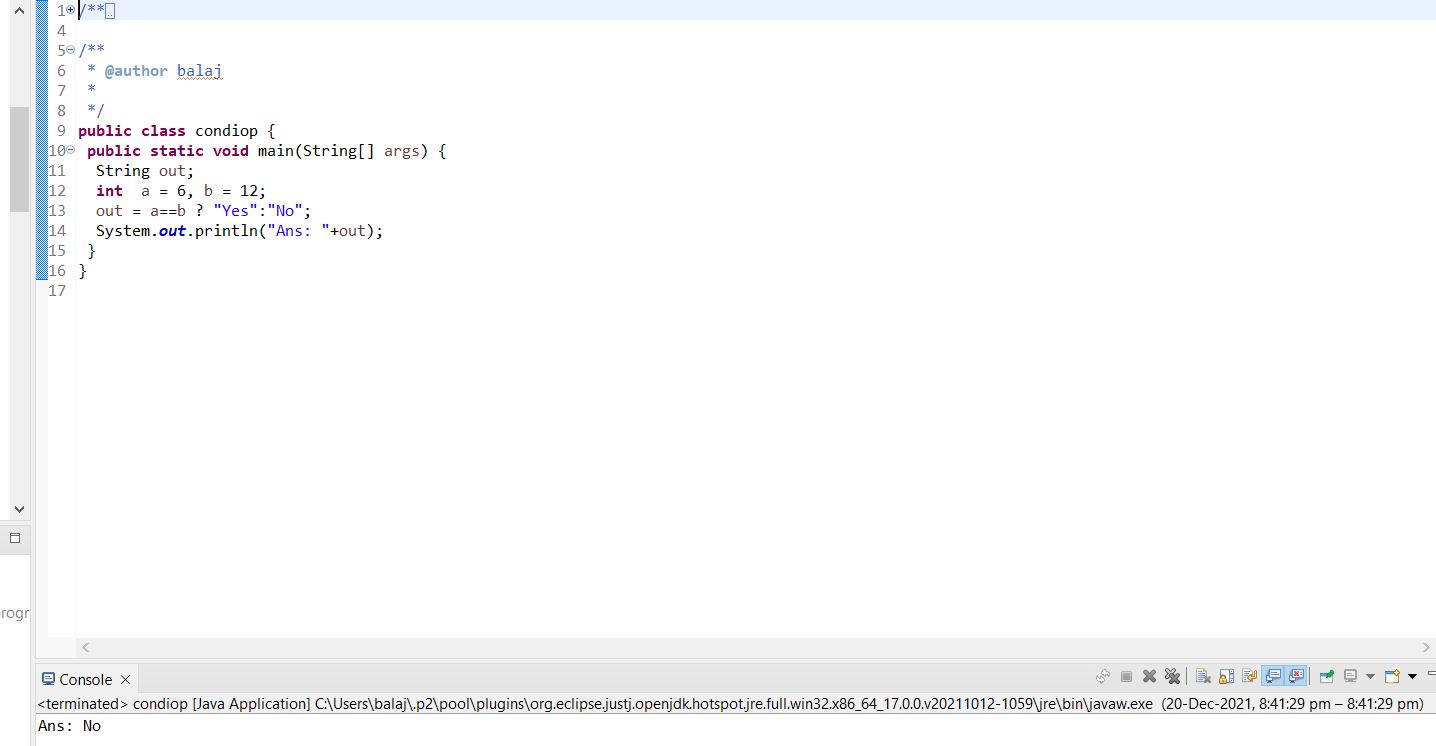 1 /**
4
5 /**
6 * @author balaj
7 *
8 */
9 public class condiop {
10 public static void main(String[] args) {
11 String out;
12 int  a = 6, b = 12;
13 out = a==b ? "Yes":"No";
14 System.out.println("Ans: "+out);
15 }
16 }
17
rogr
Console
<terminated> condiop [Java Application] C:\Users\balaj\.p2\pool\plugins\org.eclipse.justj.openjdk.hotspot.jre.full.win32.x86_64_17.0.0.v20211012-1059\jre\bin\javaw.exe (20-Dec-2021, 8:41:29 pm – 8:41:29 pm)
Ans: No